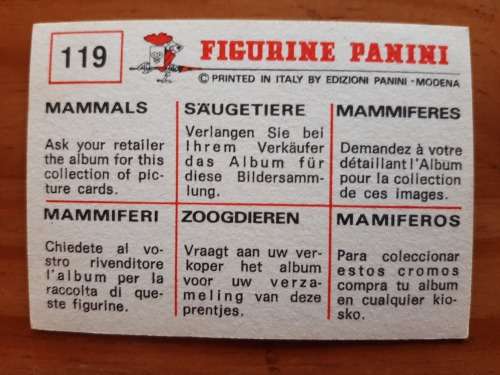 119
FIGURINE PANINI
© PRINTED IN ITALY BY EDIZIONI PANINI - MODENA
MAMMALS
Ask your retailer
the album for this
collection of pic-
ture cards.
SÄUGETIERE
Verlangen Sie bei
Ihrem Verkäufer
das Album für
diese Bildersamm-
lung.
MAMMIFERES
Demandez à votre
détaillant l'Album
pour la collection
de ces images.
MAMMIFERI
Chiedete al vo-
stro rivenditore
l'album per la
raccolta di que-
ste figurine.
ZOOGDIEREN
Vraagt aan uw ver-
koper het album
voor uw verza-
meling van deze
prentjes.
MAMIFEROS
Para coleccionar
estos cromos
compra tu album
en cualquier kio-
sko.